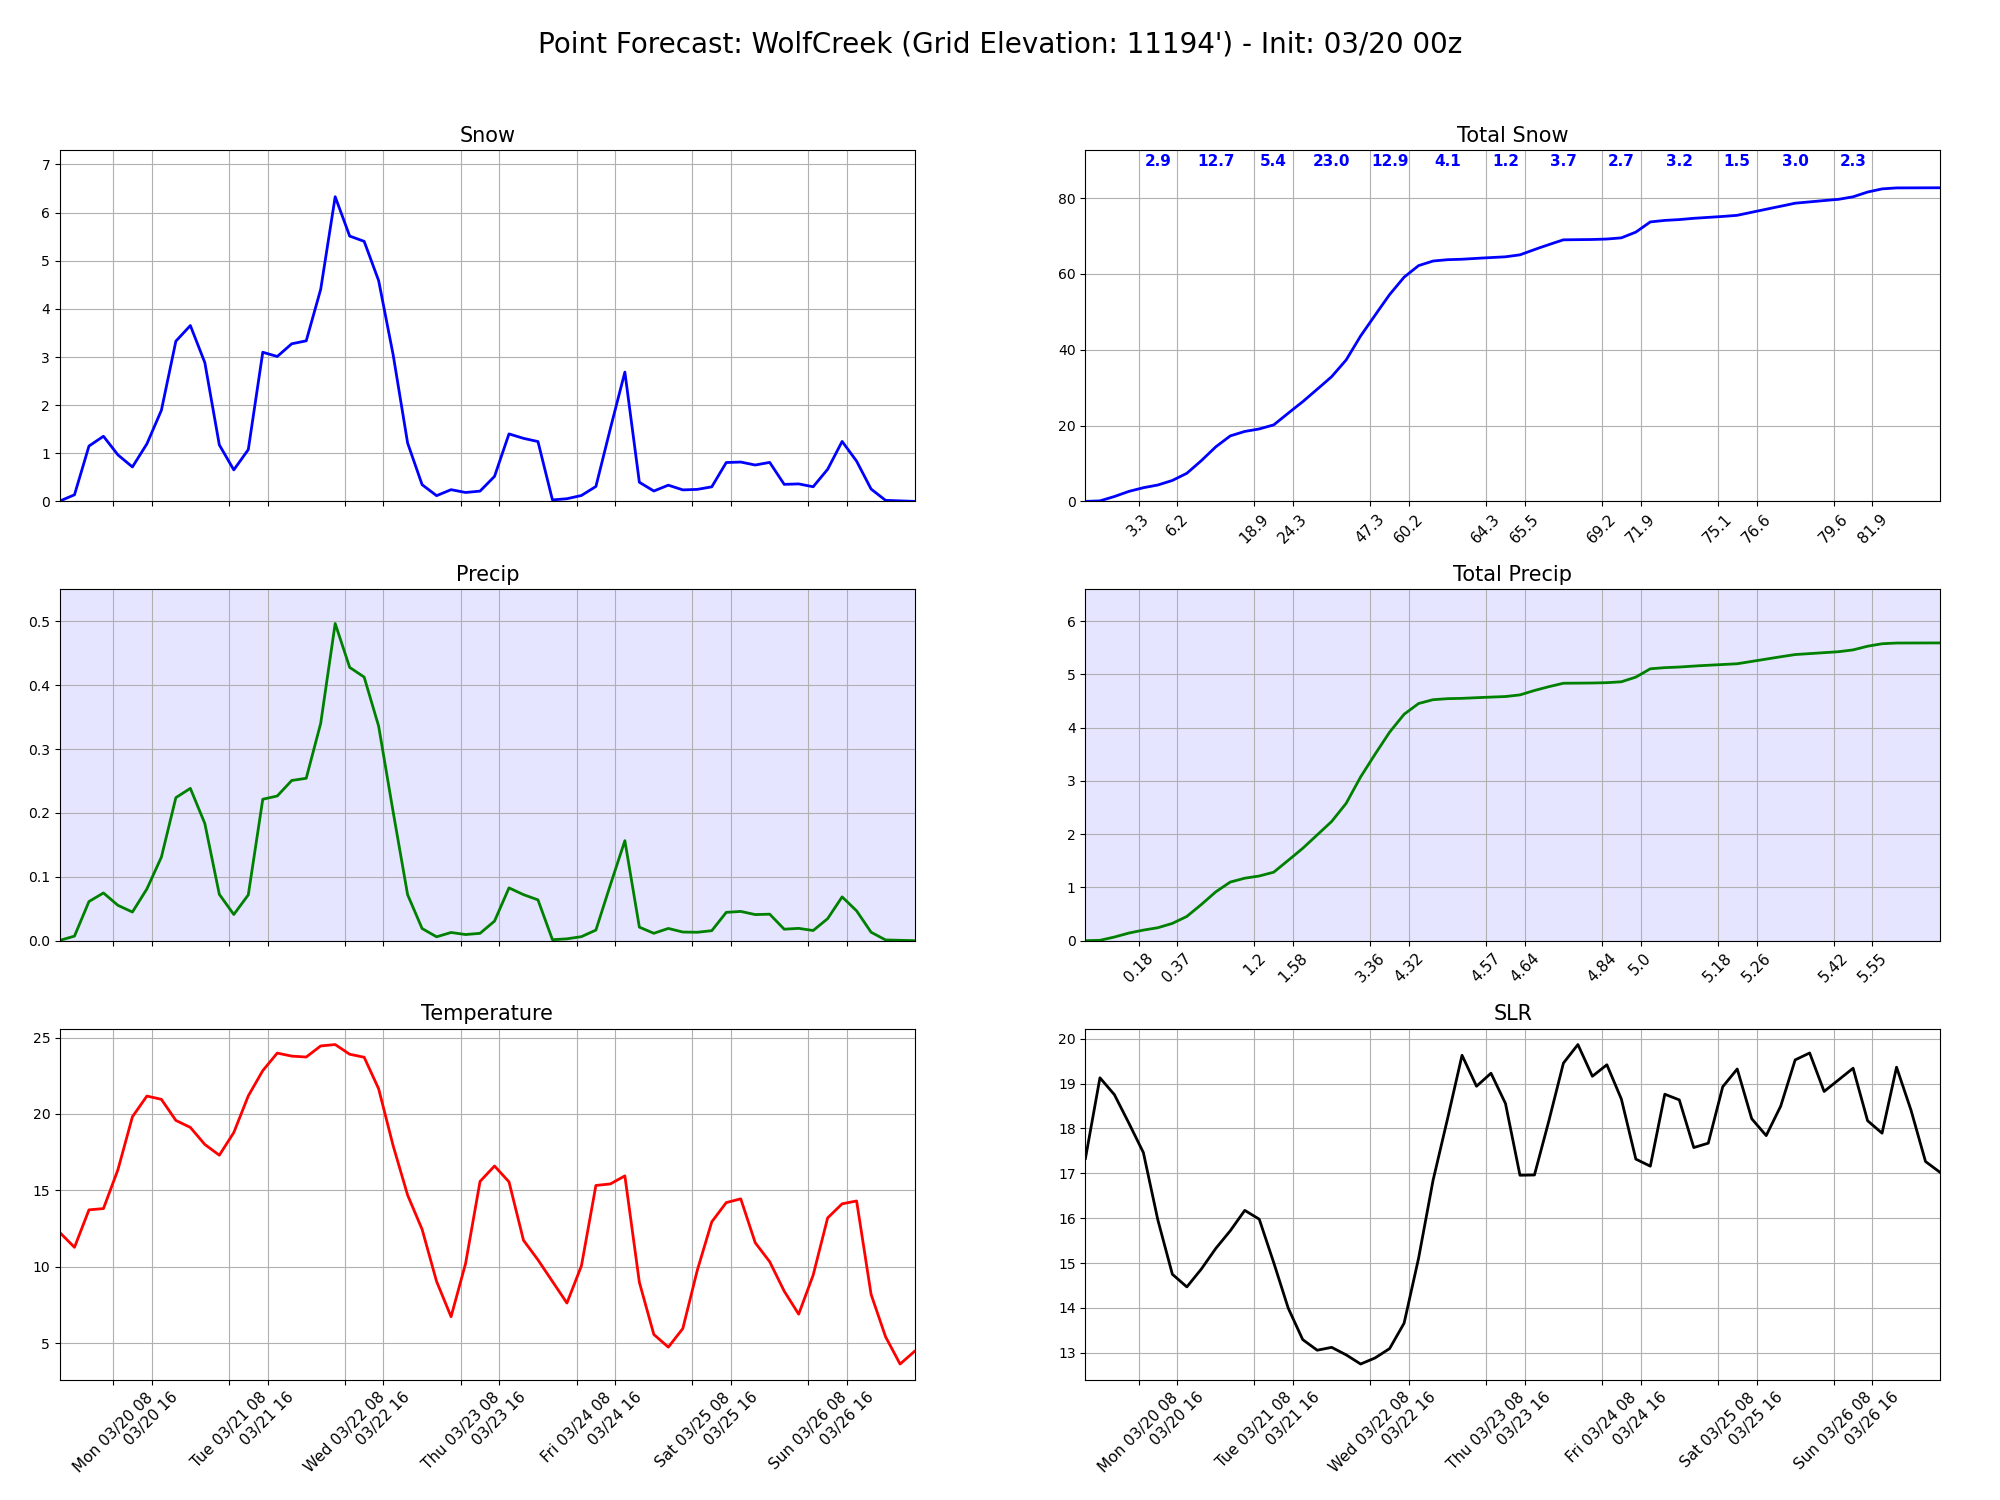 Point Forecast: WolfCreek (Grid Elevation: 11194') - Init: 03/20 00z
Snow
7
6
5
4
3
2
1
0
Total Snow
2.9 12.7 5.4 23.0 12.9 4.1 1.2 3.7 2.7 3.2 1.5 3.0 2.3
80
60
40
20
0
3.3 6.2 18.9 24.3 47.3 60.2 64.3 65.5 69.2 71.9 75.1 76.6 79.6 81.9
Precip
0.5
0.4
0.3
0.2
0.1
0.0
Total Precip
6
5
4
3
2
1
0
0.18 0.37 1.2 1.58 3.36 4.32 4.57 4.64 4.84 5.0 5.18 5.26 5.42 5.55
Temperature
25
20
15
10
5
Mon 03/20 08
03/20 16
Tue 03/21 08
03/21 16
Wed 03/22 08
03/22 16
Thu 03/23 08
03/23 16
Fri 03/24 08
03/24 16
Sat 03/25 08
03/25 16
Sun 03/26 08
03/26 16
SLR
20
19
18
17
16
15
14
13
Mon 03/20 08
03/20 16
Tue 03/21 08
03/21 16
Wed 03/22 08
03/22 16
Thu 03/23 08
03/23 16
Fri 03/24 08
03/24 16
Sat 03/25 08
03/25 16
Sun 03/26 08
03/26 16